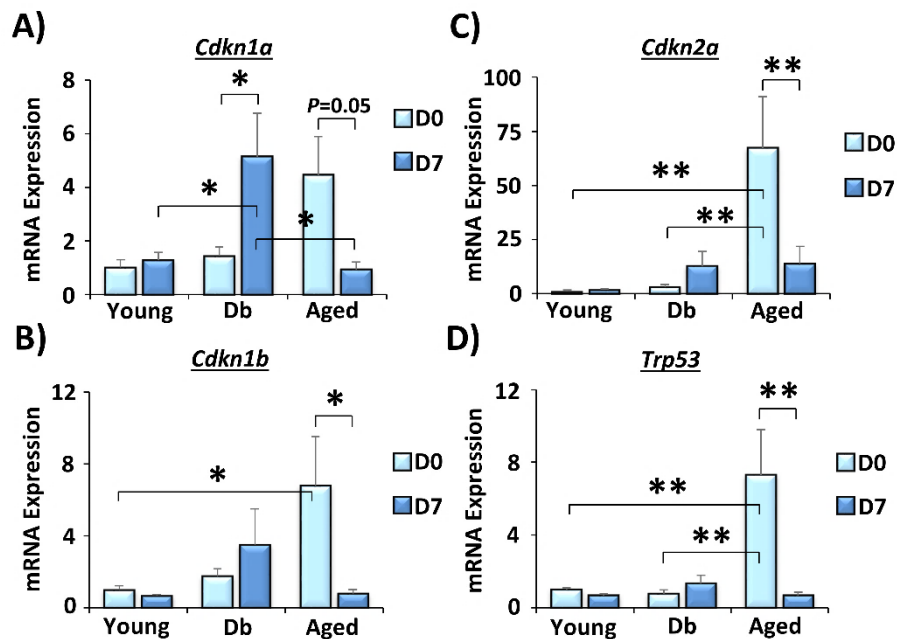 A)
Cdkn1a
mRNA Expression
8
6
4
2
0
*
*
*
P=0.05
D0
D7
Young
Db
Aged
B)
Cdkn1b
mRNA Expression
12
8
4
0
*
*
D0
D7
Young
Db
Aged
C)
Cdkn2a
mRNA Expression
100
75
50
25
0
**
**
**
D0
D7
Young
Db
Aged
D)
Trp53
mRNA Expression
12
8
4
0
**
**
**
D0
D7
Young
Db
Aged